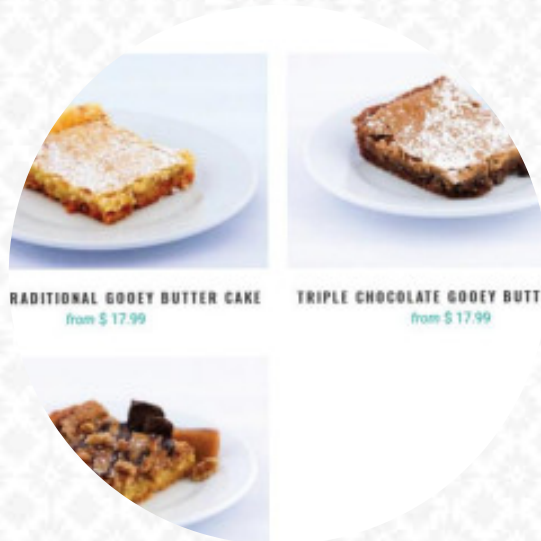 RADITIONAL GOOEY BUTTER CAKE
from $ 17.99
TRIPLE CHOCOLATE GOOEY BUTT
from $ 17.99